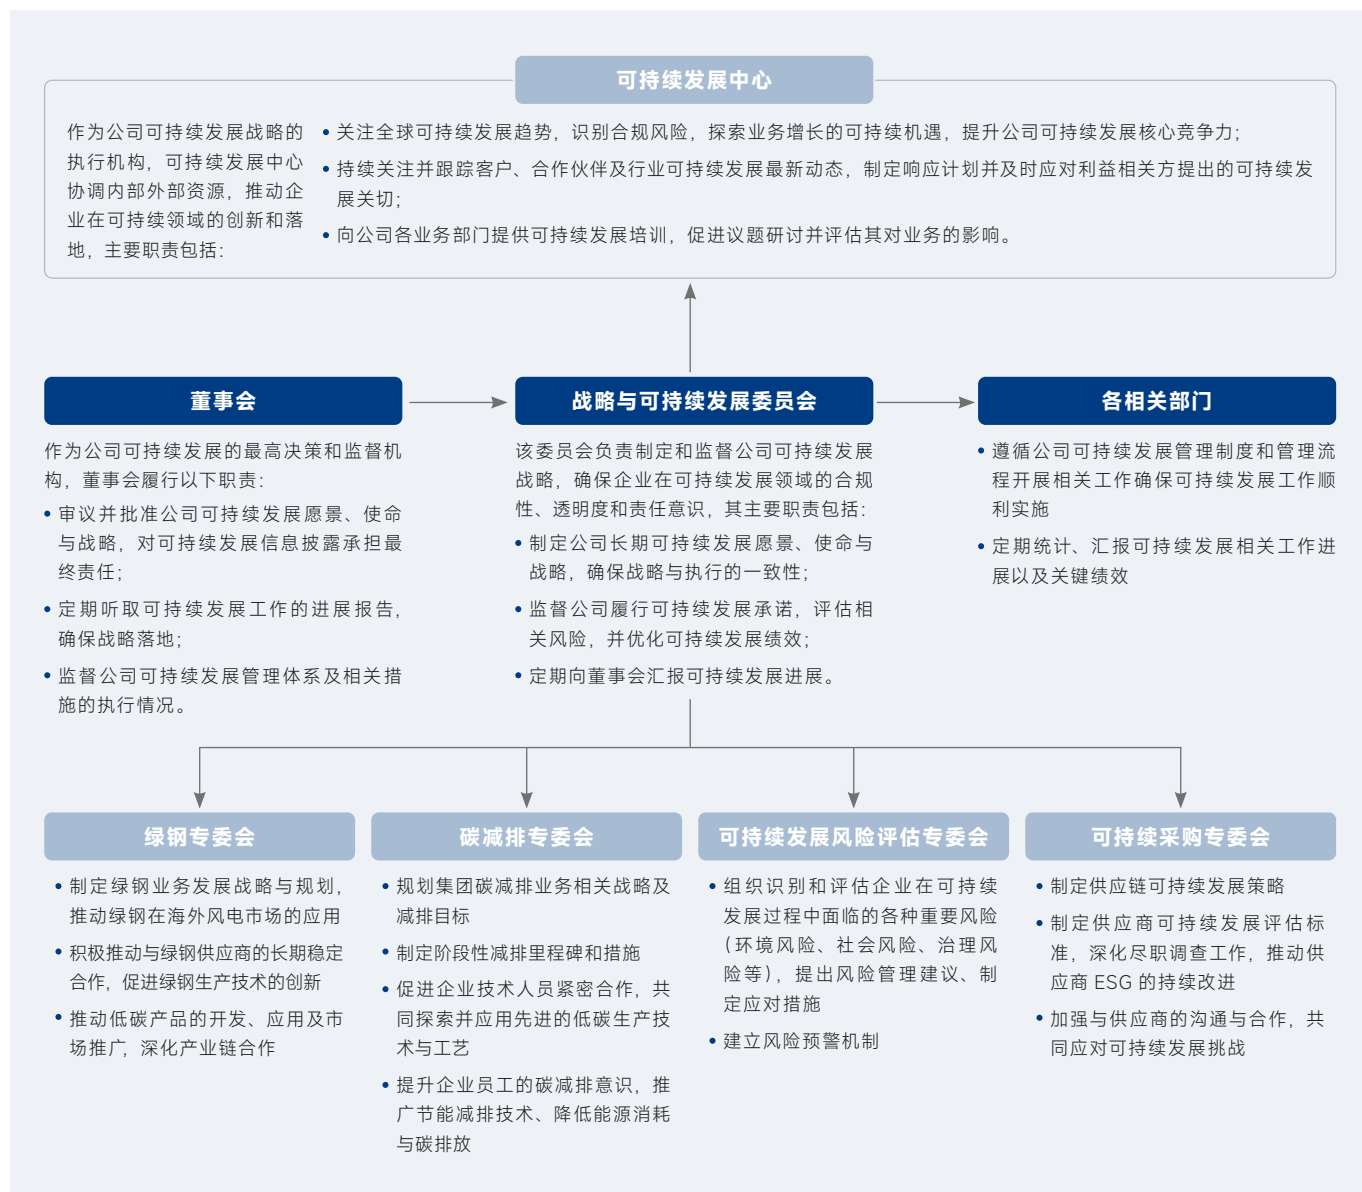 可持续发展中心
作为公司可持续发展战略的
执行机构，可持续发展中心
协调内部外部资源，推动企
业在可持续领域的创新和落
地，主要职责包括：
• 关注全球可持续发展趋势，识别合规风险，探索业务增长的可持续机遇，提升公司可持续发展核心竞争力；
• 持续关注并跟踪客户、合作伙伴及行业可持续发展最新动态，制定响应计划并及时应对利益相关方提出的可持续发
展关切；
• 向公司各业务部门提供可持续发展培训，促进议题研讨并评估其对业务的影响。
董事会
作为公司可持续发展的最高决策和监督机
构，董事会履行以下职责：
• 审议并批准公司可持续发展愿景、使命
与战略，对可持续发展信息披露承担最
终责任；
• 定期听取可持续发展工作的进展报告，
确保战略落地；
• 监督公司可持续发展管理体系及相关措
施的执行情况。
战略与可持续发展委员会
该委员会负责制定和监督公司可持续发展
战略，确保企业在可持续发展领域的合规
性、透明度和责任意识，其主要职责包括：
• 制定公司长期可持续发展愿景、使命与
战略，确保战略与执行的一致性；
• 监督公司履行可持续发展承诺，评估相
关风险，并优化可持续发展绩效；
• 定期向董事会汇报可持续发展进展。
各相关部门
• 遵循公司可持续发展管理制度和管理流
程开展相关工作确保可持续发展工作顺
利实施
• 定期统计、汇报可持续发展相关工作进
展以及关键绩效
绿钢专委会
• 制定绿钢业务发展战略与规划，
推动绿钢在海外风电市场的应用
• 积极推动与绿钢供应商的长期稳定
合作，促进绿钢生产技术的创新
• 推动低碳产品的开发、应用及市
场推广，深化产业链合作
碳减排专委会
• 规划集团碳减排业务相关战略及
减排目标
• 制定阶段性减排里程碑和措施
• 促进企业技术人员紧密合作，共
同探索并应用先进的低碳生产技
术与工艺
• 提升企业员工的碳减排意识，推
广节能减排技术、降低能源消耗
与碳排放
可持续发展风险评估专委会
• 组织识别和评估企业在可持续
发展过程中面临的各种重要风险
（环境风险、社会风险、治理风
险等），提出风险管理建议、制
定应对措施
• 建立风险预警机制
可持续采购专委会
• 制定供应链可持续发展策略
• 制定供应商可持续发展评估标
准，深化尽职调查工作，推动供
应商 ESG 的持续改进
• 加强与供应商的沟通与合作，共
同应对可持续发展挑战